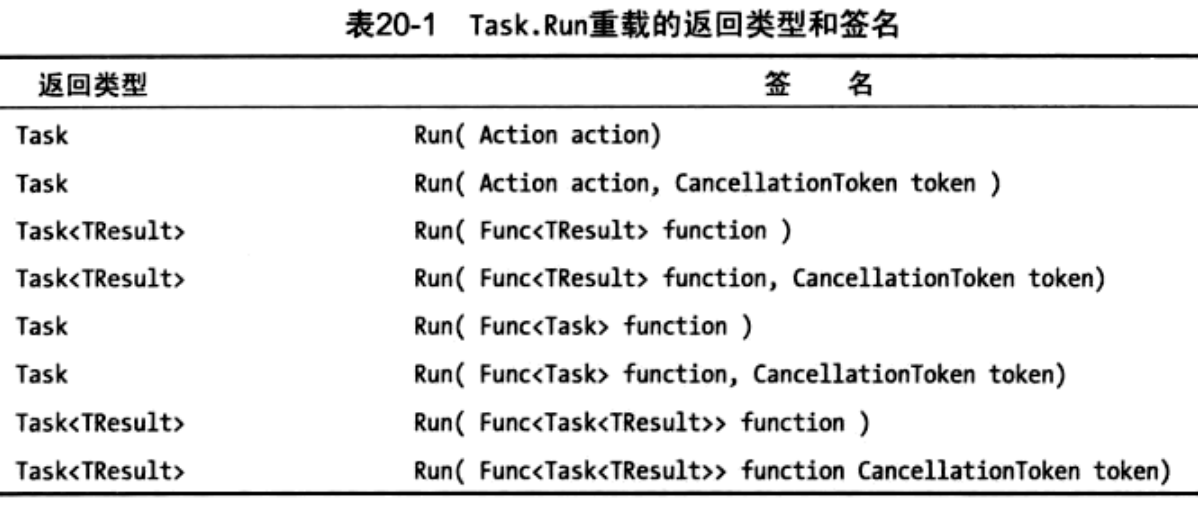 表20-1 Task.Run重载的返回类型和签名
返回类型 签 名
Task Run( Action action)
Task Run( Action action, CancellationToken token )
Task<TResult> Run( Func<TResult> function )
Task<TResult> Run( Func<TResult> function, CancellationToken token)
Task Run( Func<Task> function )
Task Run( Func<Task> function, CancellationToken token)
Task<TResult> Run( Func<Task<TResult>> function )
Task<TResult> Run( Func<Task<TResult>> function CancellationToken token)